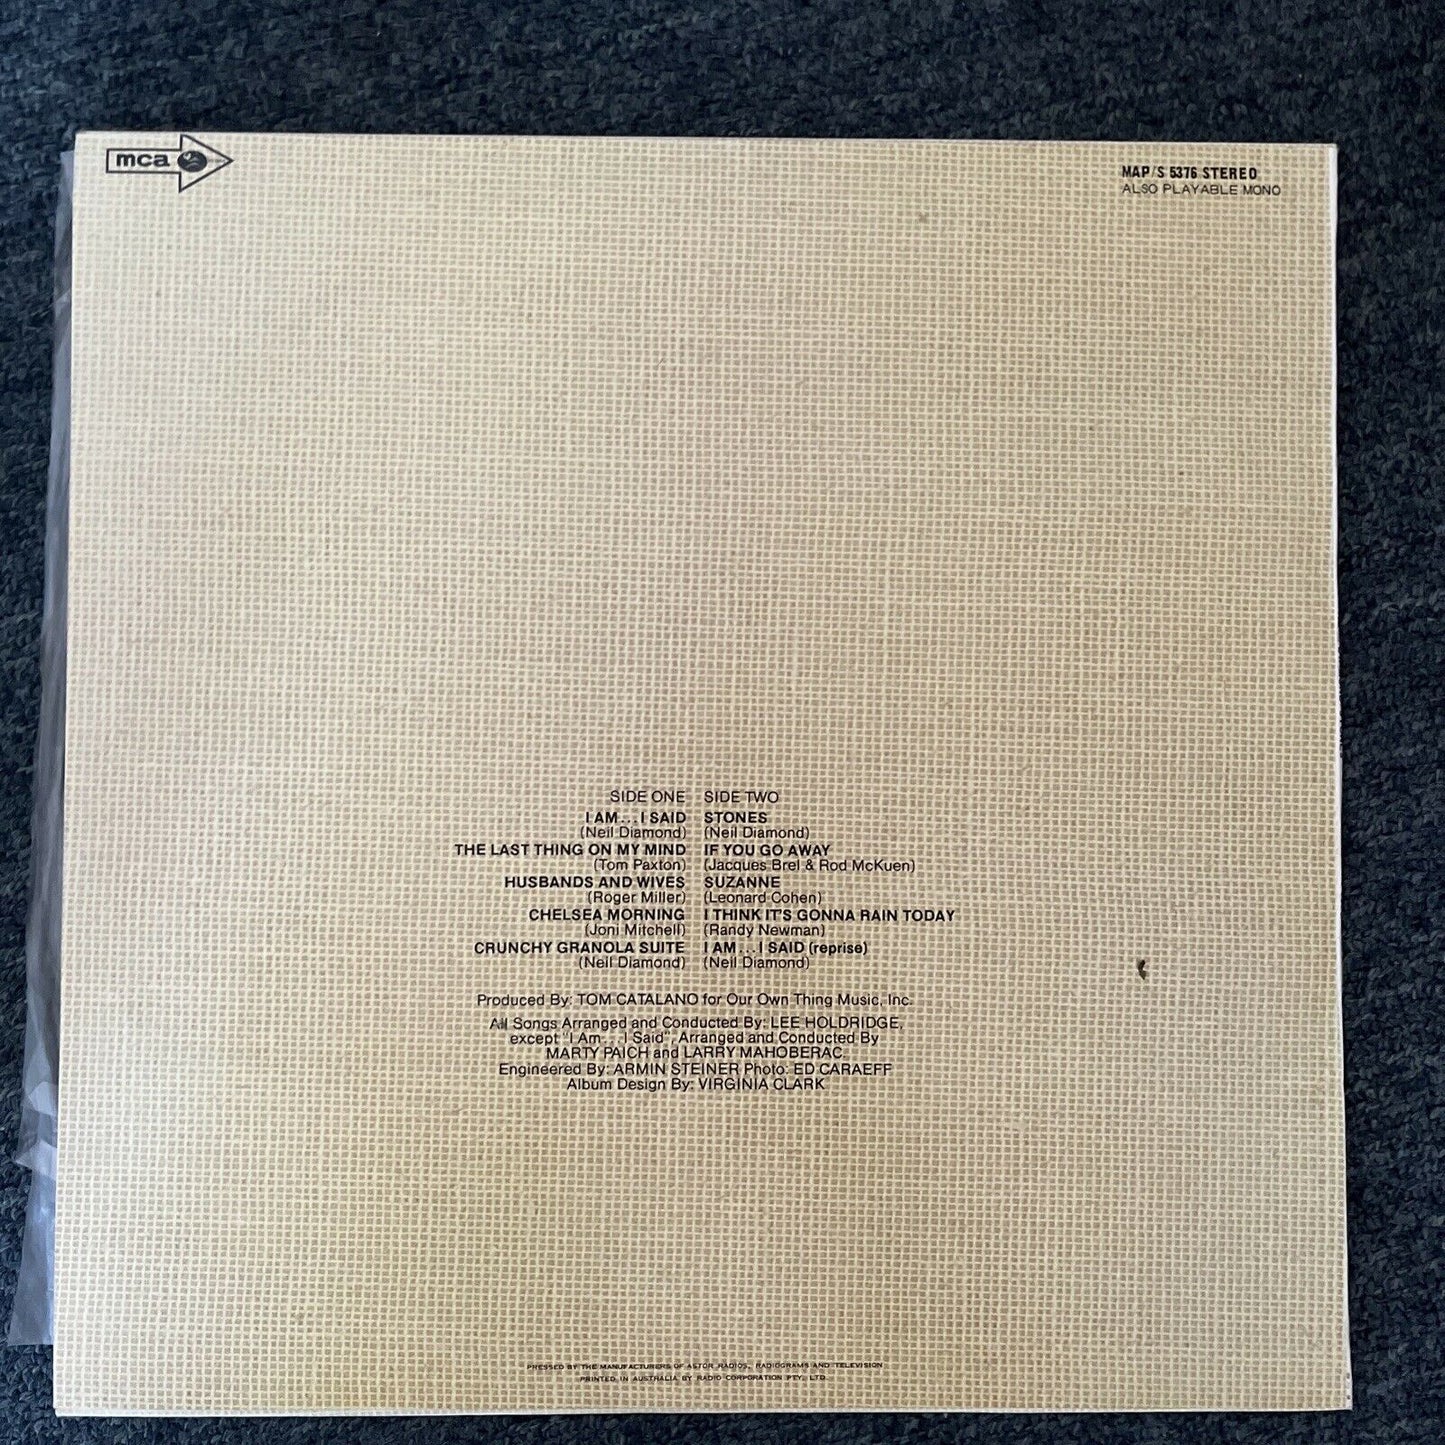 mca
MAP/S 5376 STEREO
ALSO PLAYABLE MONO
SIDE ONE
I AM...I SAID
(Neil Diamond)
THE LAST THING ON MY MIND
(Tom Paxton)
HUSBANDS AND WIVES
(Roger Miller)
CHELSEA MORNING
(Joni Mitchell)
CRUNCHY GRANOLA SUITE
(Neil Diamond)
SIDE TWO
STONES
(Neil Diamond)
IF YOU GO AWAY
(Jacques Brel & Rod McKuen)
SUZANNE
(Leonard Cohen)
I THINK IT'S GONNA RAIN TODAY
(Randy Newman)
I AM...I SAID (reprise)
(Neil Diamond)
Produced By: TOM CATALANO for Our Own Thing Music, Inc.
All Songs Arranged and Conducted By: LEE HOLDRIDGE,
except "I Am...I Said", Arranged and Conducted By
MARTY PAICH and LARRY MAHOBERAC.
Engineered By: ARMIN STEINER Photo: ED CARAEFF
Album Design By: VIRGINIA CLARK
PRESSED BY THE MANUFACTURERS OF ASTOR RADIOS, RADIOGRAMS AND TELEVISION
PRINTED IN AUSTRALIA BY RADIO CORPORATION PTY. LTD.